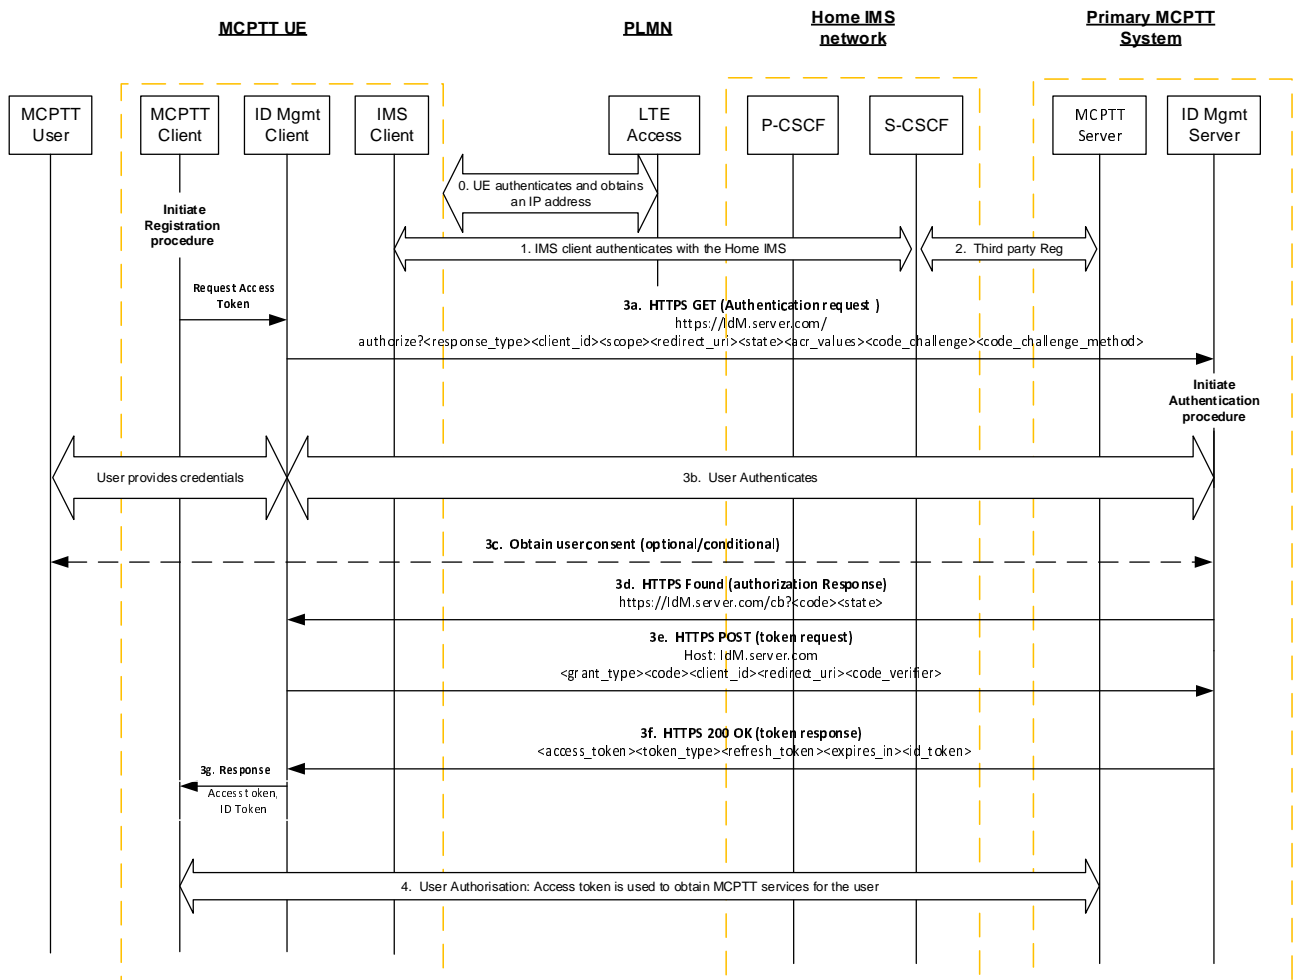 MCPTT UE
PLMN
Home IMS
network
Primary MCPTT
System
MCPTT
User
MCPTT
Client
ID Mgmt
Client
IMS
Client
LTE
Access
P-CSCF
S-CSCF
MCPTT
Server
ID Mgmt
Server
0. UE authenticates and obtains
an IP address
Initiate
Registration
procedure
1. IMS client authenticates with the Home IMS
2. Third party Reg
Request Access
Token
3a. HTTPS GET (Authentication request )
https://IdM.server.com/
authorize?<response_type><client_id><scope><redirect_uri><state><acr_values><code_challenge><code_challenge_method>
Initiate
Authentication
procedure
User provides credentials
3b. User Authenticates
3c. Obtain user consent (optional/conditional)
3d. HTTPS Found (authorization Response)
https://IdM.server.com/cb?<code><state>
3e. HTTPS POST (token request)
Host: IdM.server.com
<grant_type><code><client_id><redirect_uri><code_verifier>
3f. HTTPS 200 OK (token response)
<access_token><token_type><refresh_token><expires_in><id_token>
3g. Response
Access token,
ID Token
4. User Authorisation: Access token is used to obtain MCPTT services for the user